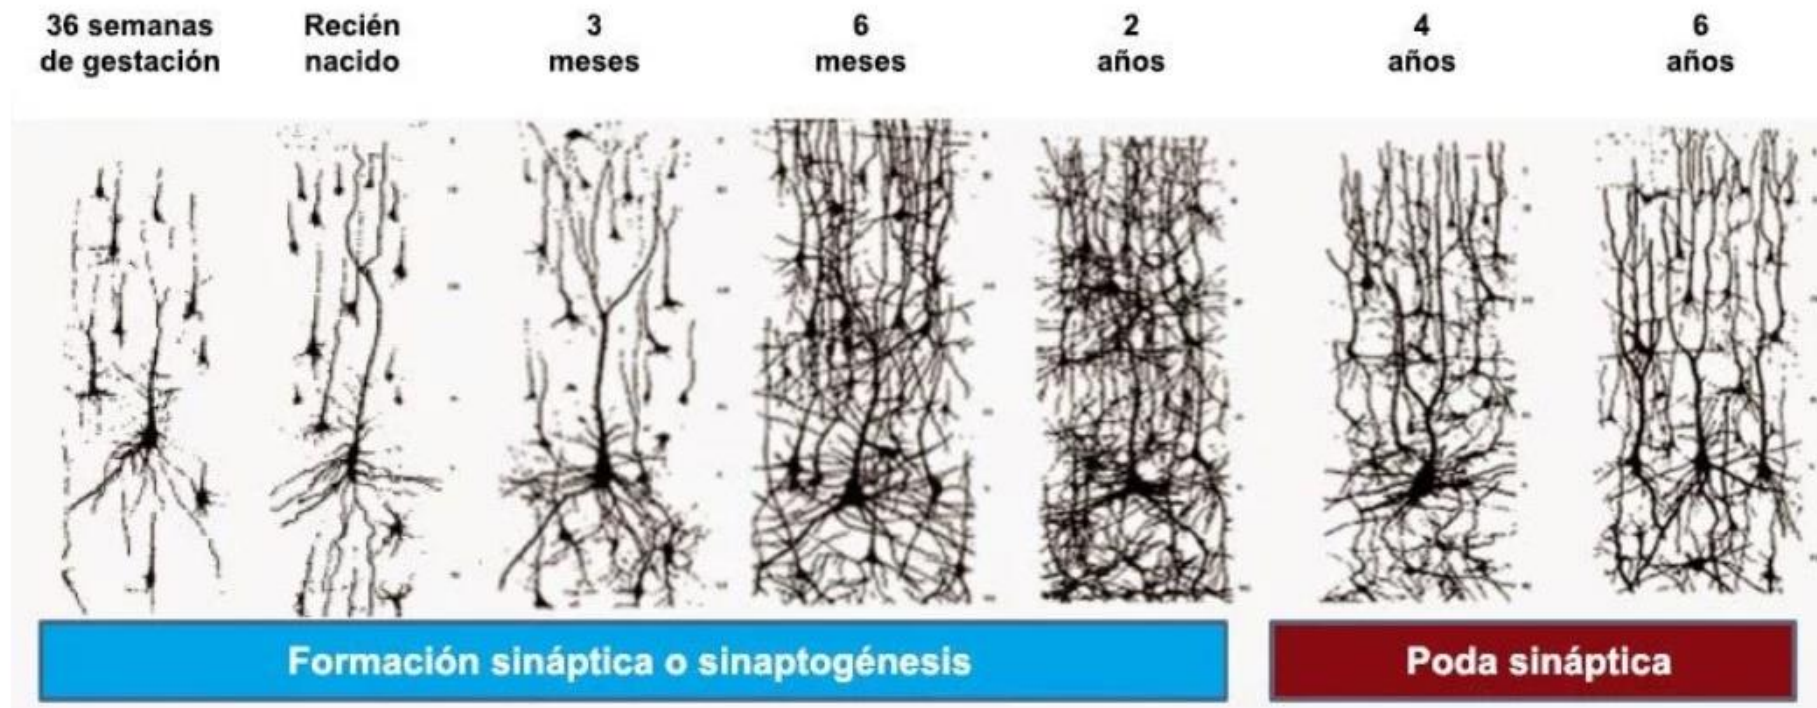 36 semanas
de gestación
Recién
nacido
3
meses
6
meses
2
años
4
años
6
años
Formación sináptica o sinaptogénesis
Poda sináptica